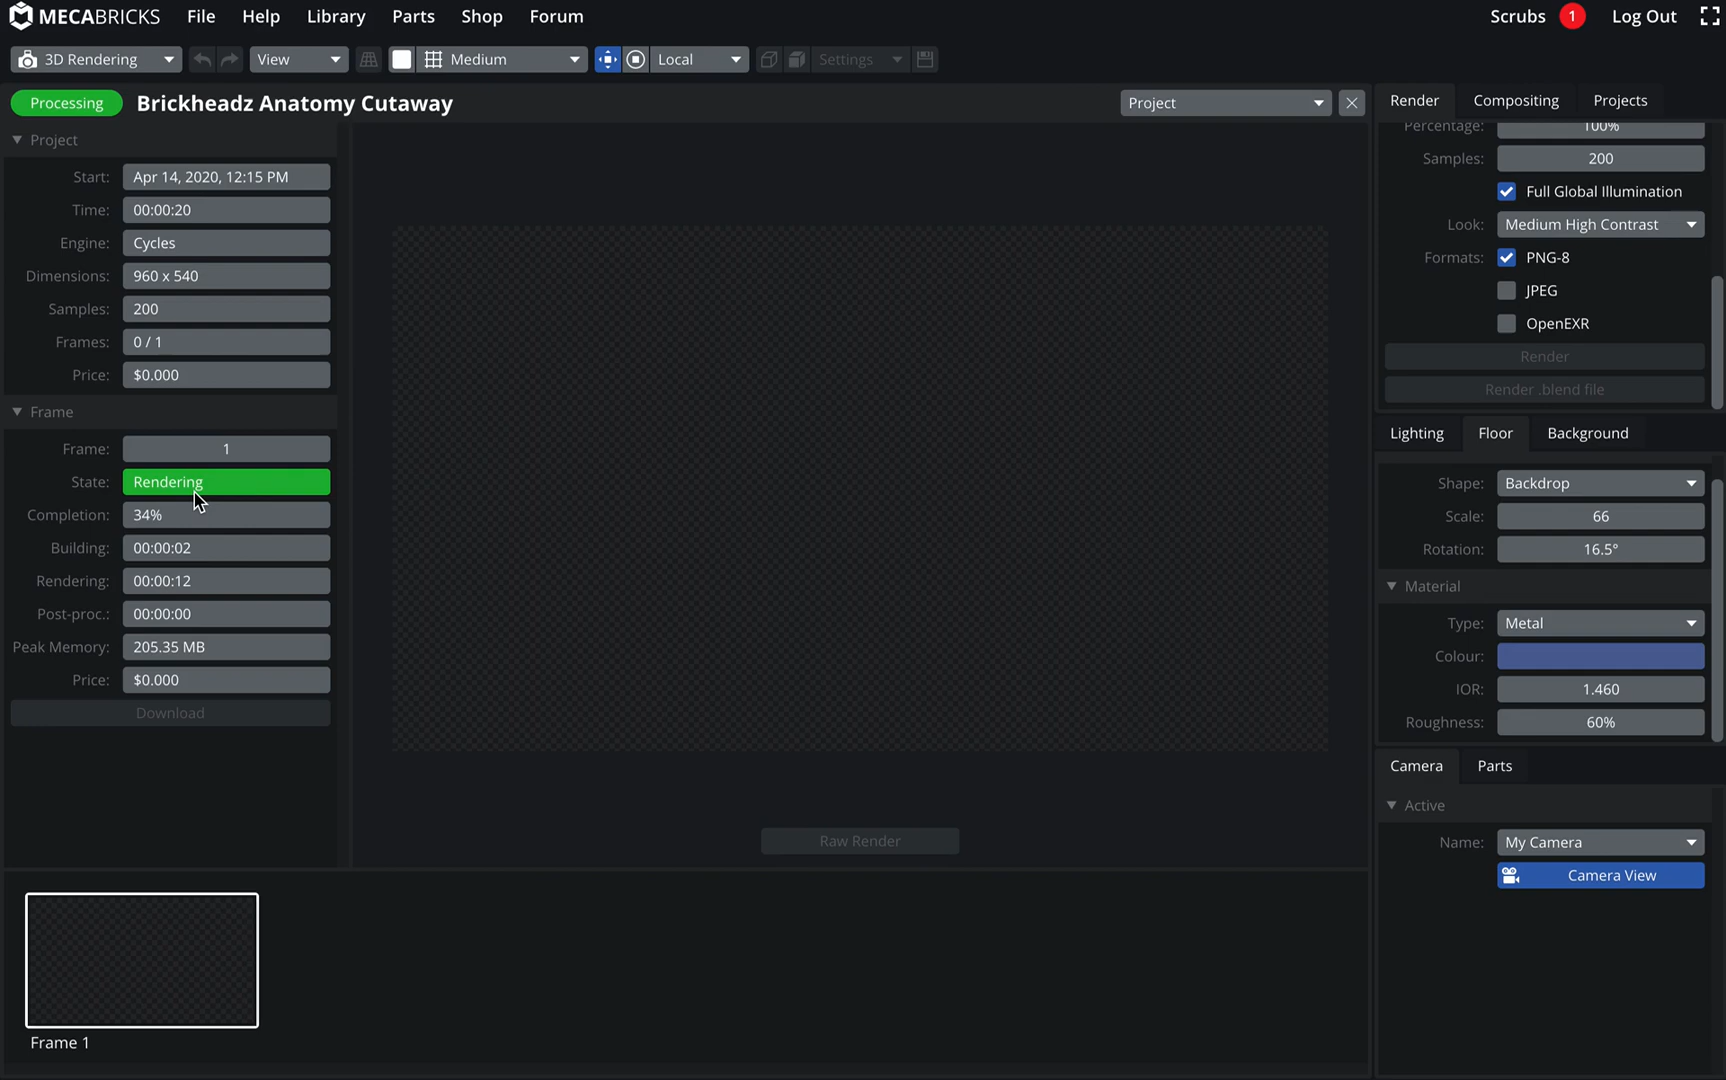 MECABRICKS File Help Library Parts Shop Forum Scrubs 1 Log Out
3D Rendering View Medium Local Settings
Processing Brickheadz Anatomy Cutaway Project
Project
Start: Apr 14, 2020, 12:15 PM
Time: 00:00:20
Engine: Cycles
Dimensions: 960 x 540
Samples: 200
Frames: 0 / 1
Price: $0.000
Frame
Frame: 1
State: Rendering
Completion: 34%
Building: 00:00:02
Rendering: 00:00:12
Post-proc.: 00:00:00
Peak Memory: 205.35 MB
Price: $0.000
Download
Raw Render
Frame 1
Render Compositing Projects
Percentage: 100%
Samples: 200
Full Global Illumination
Look: Medium High Contrast
Formats: PNG-8
JPEG
OpenEXR
Render
Render .blend file
Lighting Floor Background
Shape: Backdrop
Scale: 66
Rotation: 16.5°
Material
Type: Metal
Colour:
IOR: 1.460
Roughness: 60%
Camera Parts
Active
Name: My Camera
Camera View